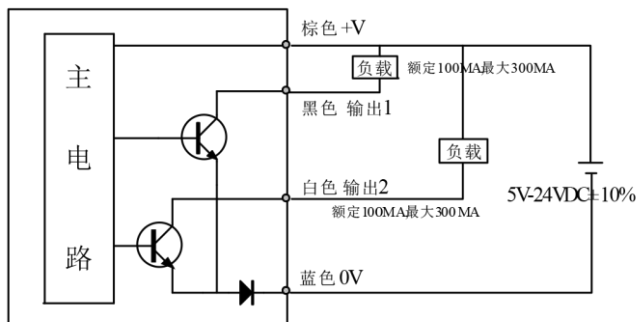 棕色+V
主
电
路
负载
额定100MA,最大300MA
黑色 输出1
负载
白色 输出2
额定100MA,最大300MA
5V-24VDC±10%
蓝色 0V